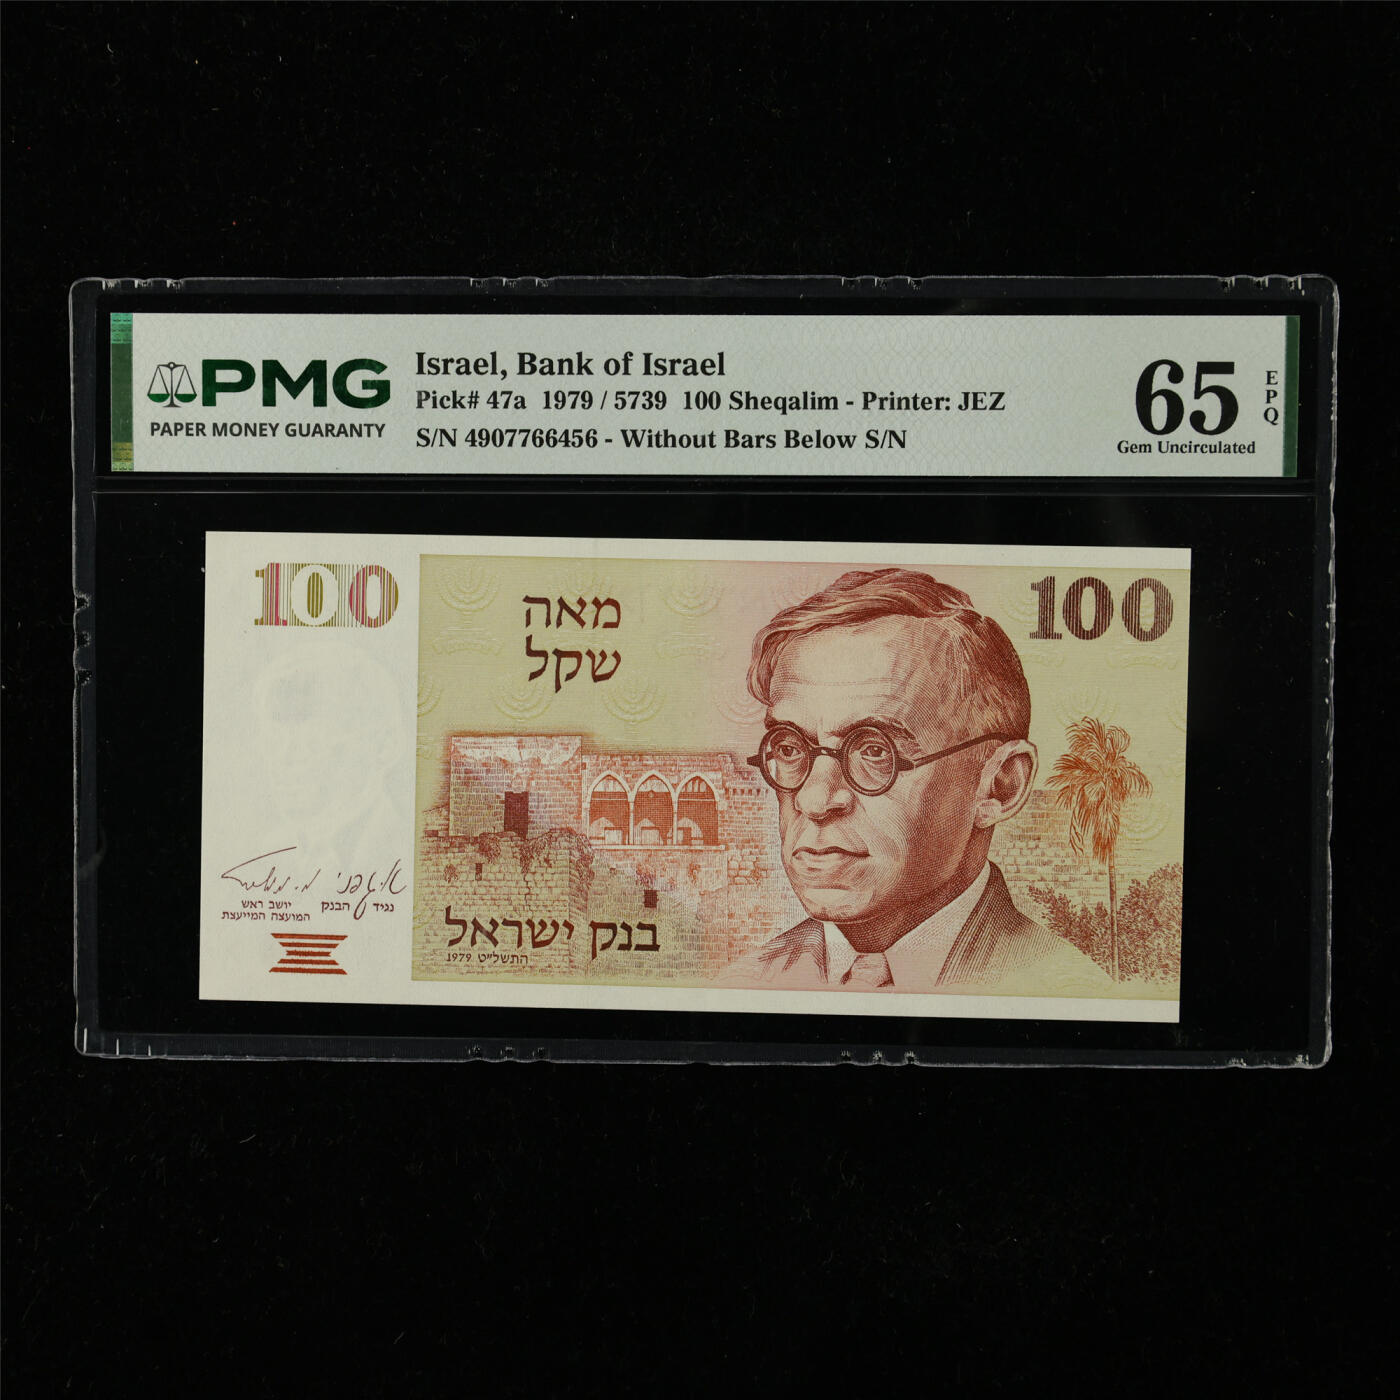 PMG
PAPER MONEY GUARANTY
Israel, Bank of Israel
Pick# 47a 1979 / 5739 100 Sheqalim - Printer: JEZ
S/N 4907766456 - Without Bars Below S/N
65
EPQ
Gem Uncirculated
100
100
מאה
שקל
נגיד הבנק
יושב ראש
המועצה המייעצת
בנק ישראל
התשל"ט 1979